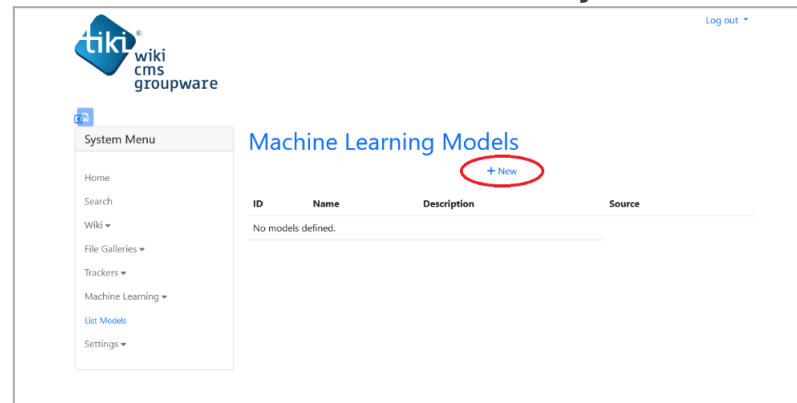 Log out
tiki®
wiki
cms
groupware
System Menu
Home
Search
Wiki
File Galleries
Trackers
Machine Learning
List Models
Settings
Machine Learning Models
+ New
ID Name Description Source
No models defined.